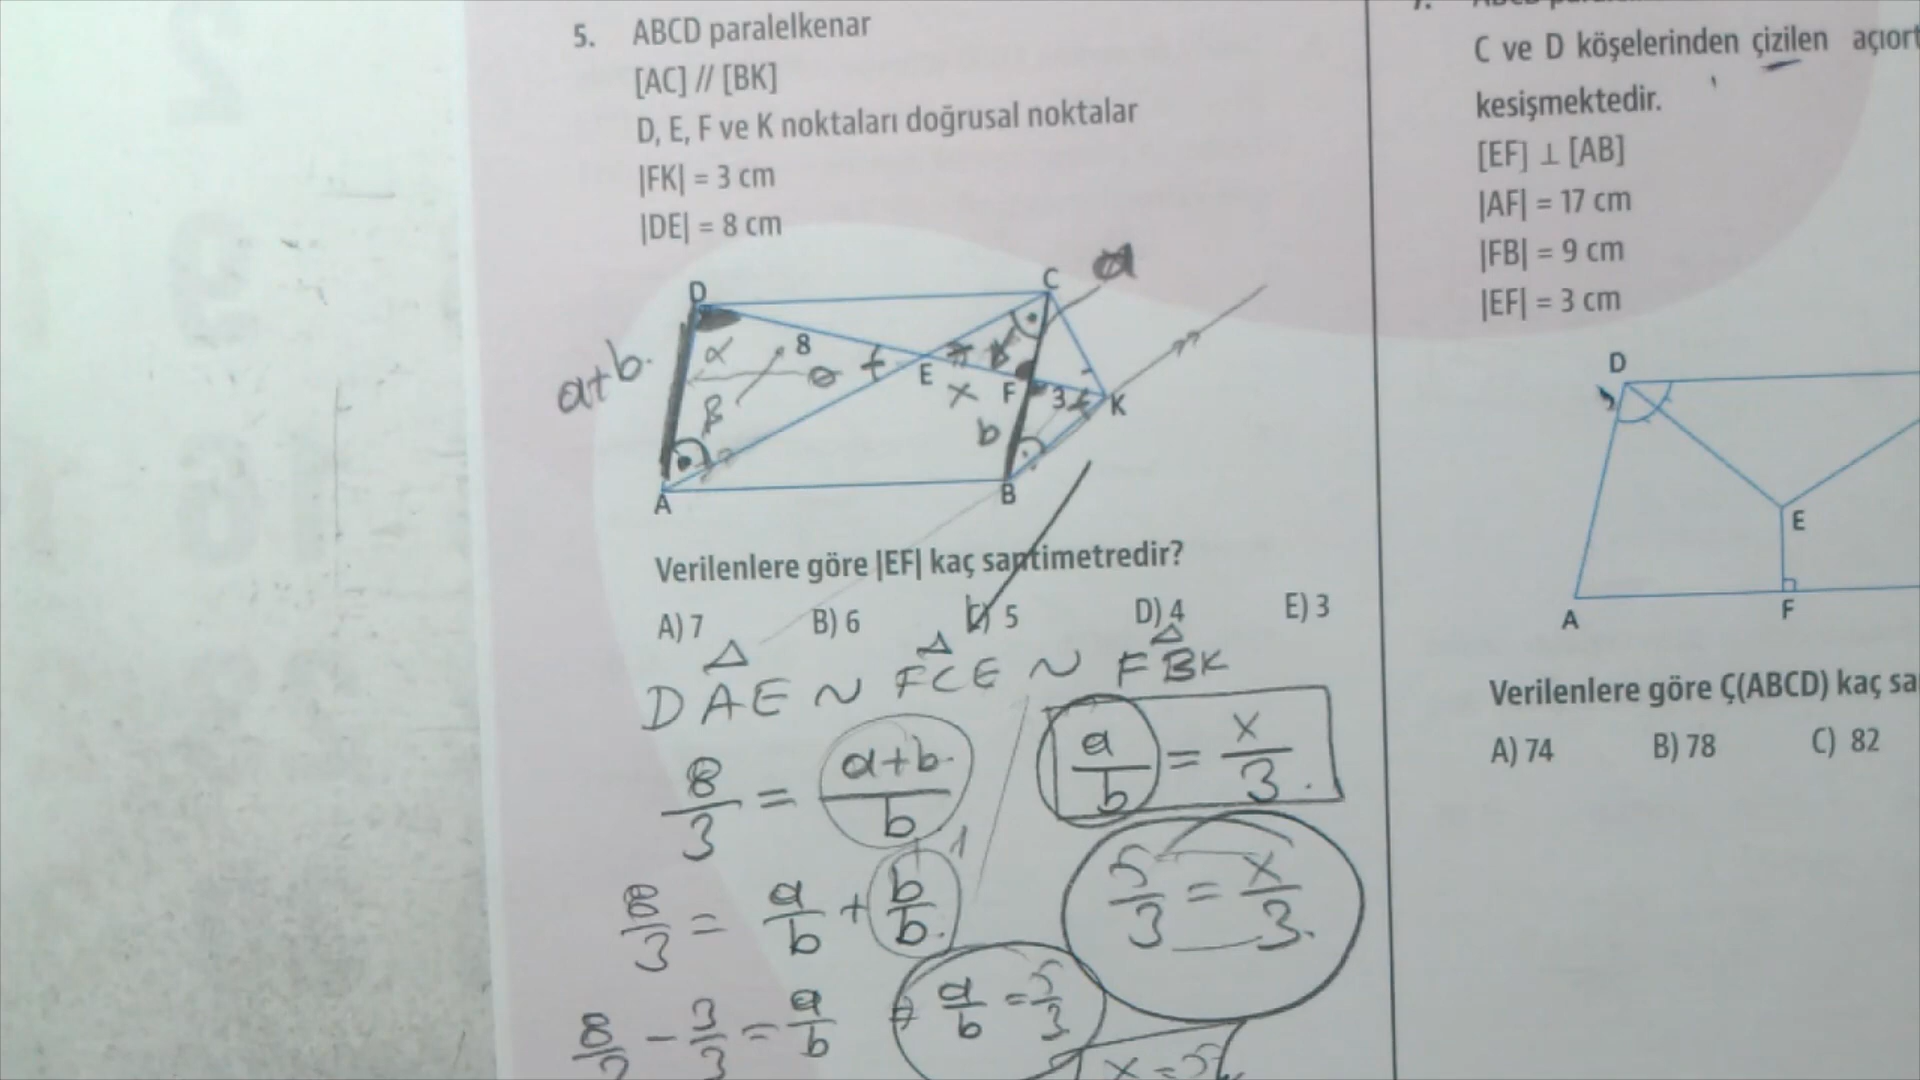 5. ABCD paralelkenar
[AC] // [BK]
D, E, F ve K noktaları doğrusal noktalar
|FK| = 3 cm
|DE| = 8 cm
D
C
a
a+b
α
8
E
x
F
3
K
b
β
A
B
Verilenlere göre |EF| kaç santimetredir?
A) 7 B) 6 C) 5 D) 4 E) 3
DAE ~ FCE ~ FBK
8/3 = a+b/b
a/b = x/3
8/3 = a/b + b/b
1
5/3 = x/3
8/3 - 3/3 = a/b
a/b = 5/3
x = 5
C ve D köşelerinden çizilen
kesişmektedir.
[EF] ⊥ [AB]
|AF| = 17 cm
|FB| = 9 cm
|EF| = 3 cm
D
E
A
F
Verilenlere göre Ç(ABCD) kaç
A) 74 B) 78 C) 82